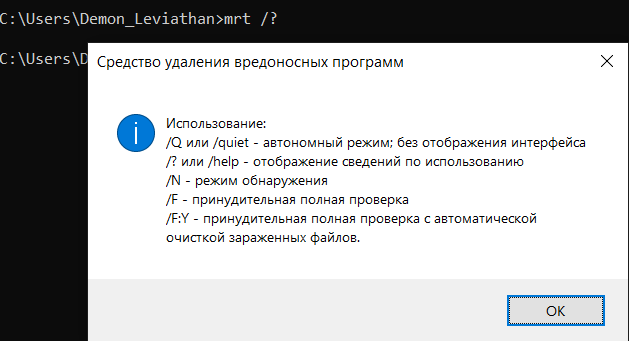 C:\Users\Demon_Leviathan>mrt /?
C:\Users\D
Средство удаления вредоносных программ
Использование:
/Q или /quiet - автономный режим; без отображения интерфейса
/? или /help - отображение сведений по использованию
/N - режим обнаружения
/F - принудительная полная проверка
/F:Y - принудительная полная проверка с автоматической
очисткой зараженных файлов.
ОК